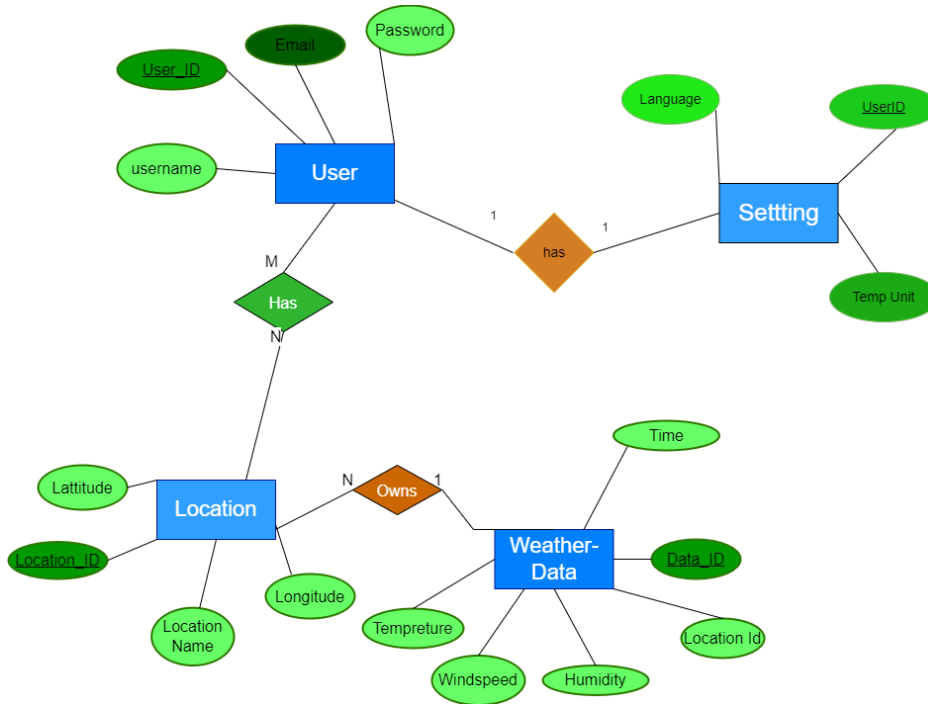 Password
Email
User_ID
Language
UserID
username
User
Settting
1
1
has
M
Has
N
Temp Unit
Time
Lattitude
Location
N
Owns
1
Weather-
Data
Data_ID
Location_ID
Longitude
Location
Name
Tempreture
Location Id
Windspeed
Humidity